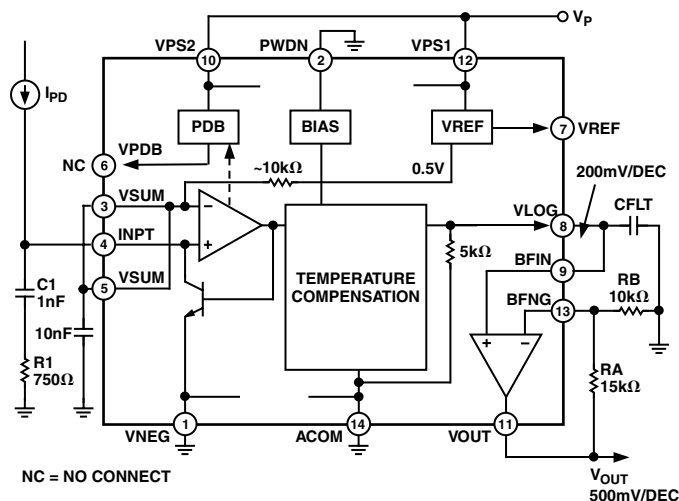 V_P
VPS2
PWDN
VPS1
10
2
12
I_PD
PDB
BIAS
VREF
7
VREF
VPDB
NC
6
~10kΩ
0.5V
200mV/DEC
3
VSUM
−
VLOG
8
CFLT
4
INPT
+
5kΩ
BFIN
9
C1
1nF
5
VSUM
TEMPERATURE
COMPENSATION
BFNG
13
RB
10kΩ
10nF
+
−
R1
750Ω
RA
15kΩ
VNEG
1
ACOM
14
VOUT
11
NC = NO CONNECT
V_OUT
500mV/DEC